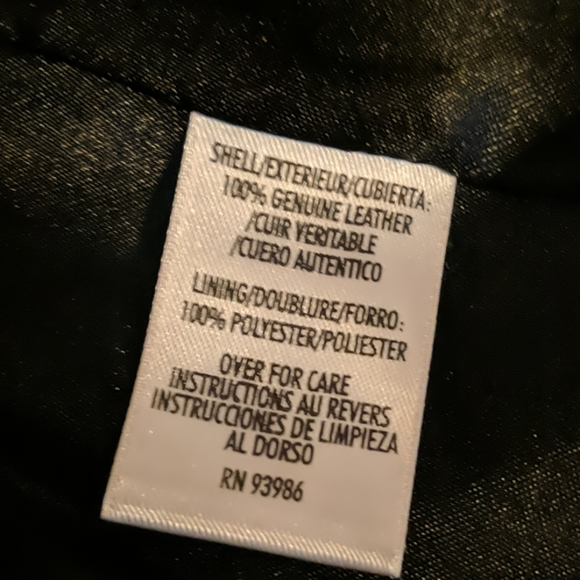 SHELL/EXTERIEUR/CUBIERTA:
100% GENUINE LEATHER
/CUIR VERITABLE
/CUERO AUTENTICO
LINING/DOUBLURE/FORRO:
100% POLYESTER/POLIESTER
OVER FOR CARE
INSTRUCTIONS AU REVERS
INSTRUCCIONES DE LIMPIEZA
AL DORSO
RN 93986